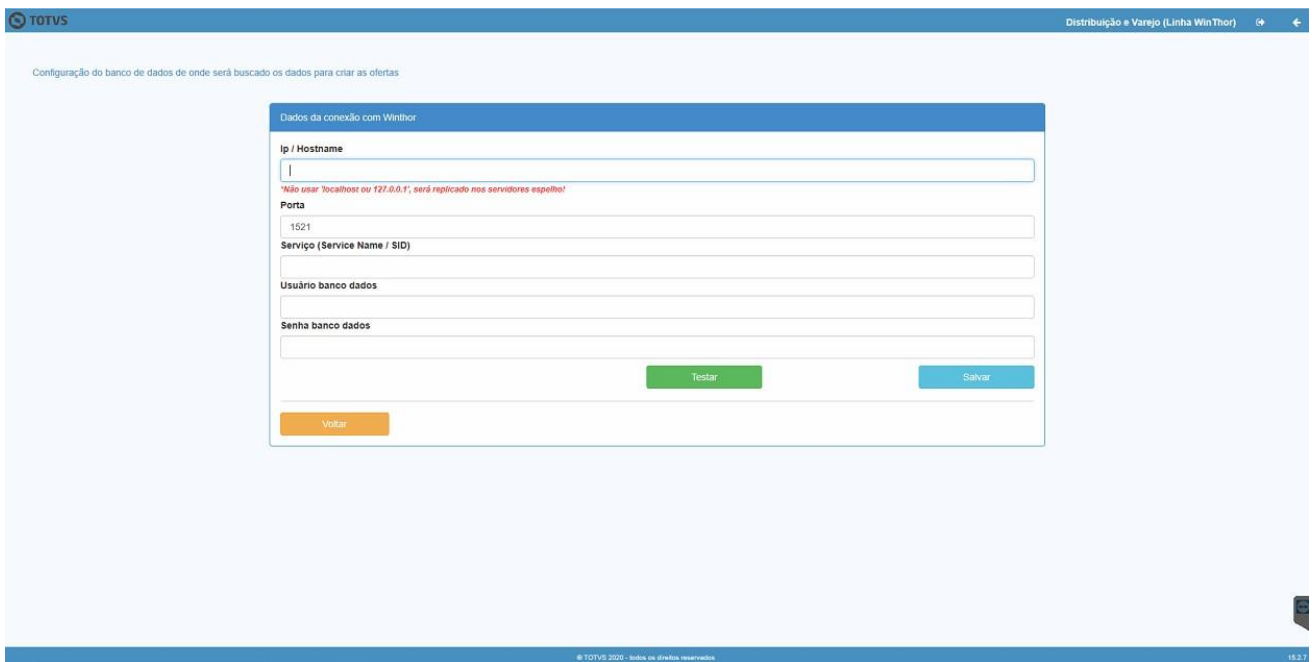 TOTVS
Distribuição e Varejo (Linha WinThor)
Configuração do banco de dados de onde será buscado os dados para criar as ofertas
Dados da conexão com Winthor
Ip / Hostname
*Não usar 'localhost ou 127.0.0.1', será replicado nos servidores espelho!
Porta
1521
Serviço (Service Name / SID)
Usuário banco dados
Senha banco dados
Testar
Salvar
Voltar
© TOTVS 2020 - todos os direitos reservados
15.2.7